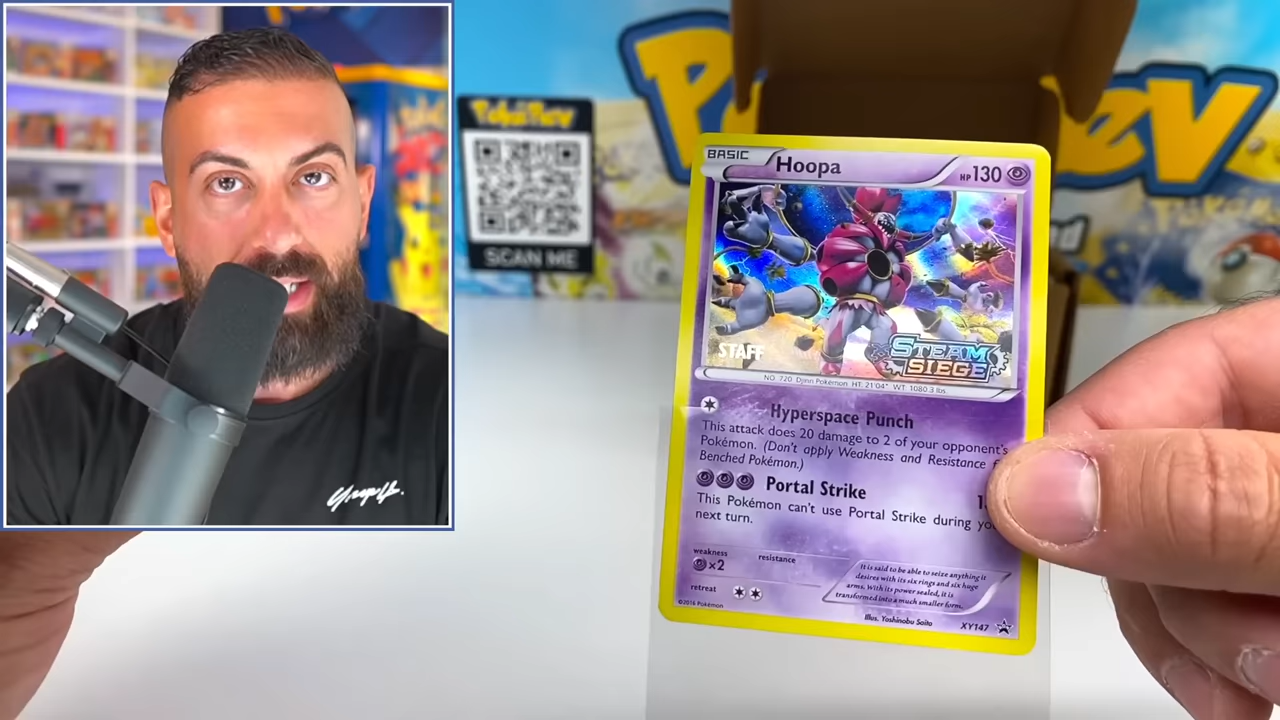 PokéRev
SCAN ME
BASIC
Hoopa
HP130
STAFF
STEAM
SIEGE
NO. 720 Djinn Pokémon HT: 21'04" WT: 1080.3 lbs.
Hyperspace Punch
This attack does 20 damage to 2 of your opponent's
Pokémon. (Don't apply Weakness and Resistance
Benched Pokémon.)
Portal Strike
This Pokémon can't use Portal Strike during
next turn.
weakness
×2
resistance
retreat
It is said to be able to seize anything it
desires with its six rings and six huge
arms. With its power sealed, it is
transformed into a much smaller form.
©2016 Pokémon
Illus. Yoshinobu Saito
XY147